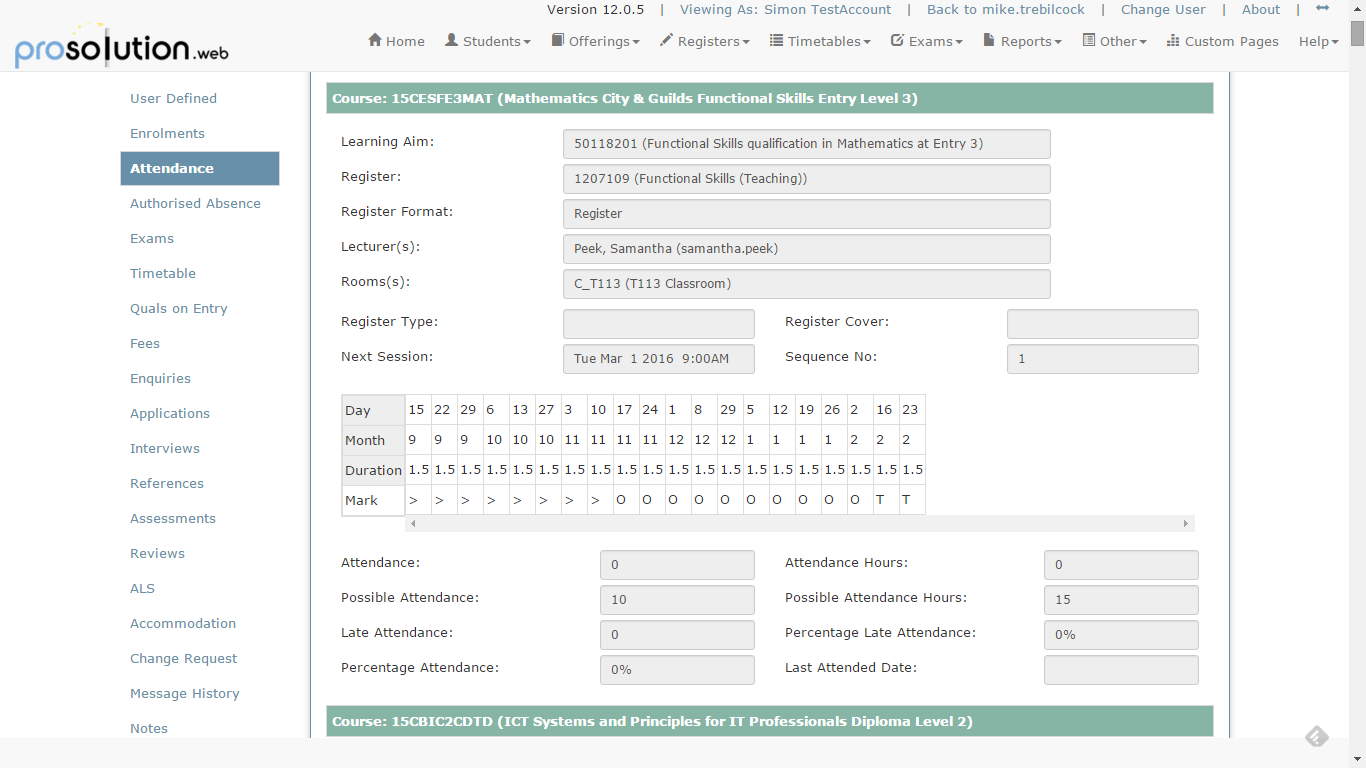 Version 12.0.5 | Viewing As: Simon TestAccount | Back to mike.trebilcock | Change User | About |
prosolution.web
Home Students Offerings Registers Timetables Exams Reports Other Custom Pages Help
User Defined
Enrolments
Attendance
Authorised Absence
Exams
Timetable
Quals on Entry
Fees
Enquiries
Applications
Interviews
References
Assessments
Reviews
ALS
Accommodation
Change Request
Message History
Notes
Course: 15CESFE3MAT (Mathematics City & Guilds Functional Skills Entry Level 3)
Learning Aim: 50118201 (Functional Skills qualification in Mathematics at Entry 3)
Register: 1207109 (Functional Skills (Teaching))
Register Format: Register
Lecturer(s): Peek, Samantha (samantha.peek)
Rooms(s): C_T113 (T113 Classroom)
Register Type: Register Cover:
Next Session: Tue Mar 1 2016 9:00AM Sequence No: 1
Day 15 22 29 6 13 27 3 10 17 24 1 8 29 5 12 19 26 2 16 23
Month 9 9 9 10 10 10 11 11 11 11 12 12 12 1 1 1 1 2 2 2
Duration 1.5 1.5 1.5 1.5 1.5 1.5 1.5 1.5 1.5 1.5 1.5 1.5 1.5 1.5 1.5 1.5 1.5 1.5 1.5 1.5
Mark > > > > > > > > O O O O O O O O O O T T
Attendance: 0 Attendance Hours: 0
Possible Attendance: 10 Possible Attendance Hours: 15
Late Attendance: 0 Percentage Late Attendance: 0%
Percentage Attendance: 0% Last Attended Date:
Course: 15CBIC2CDTD (ICT Systems and Principles for IT Professionals Diploma Level 2)